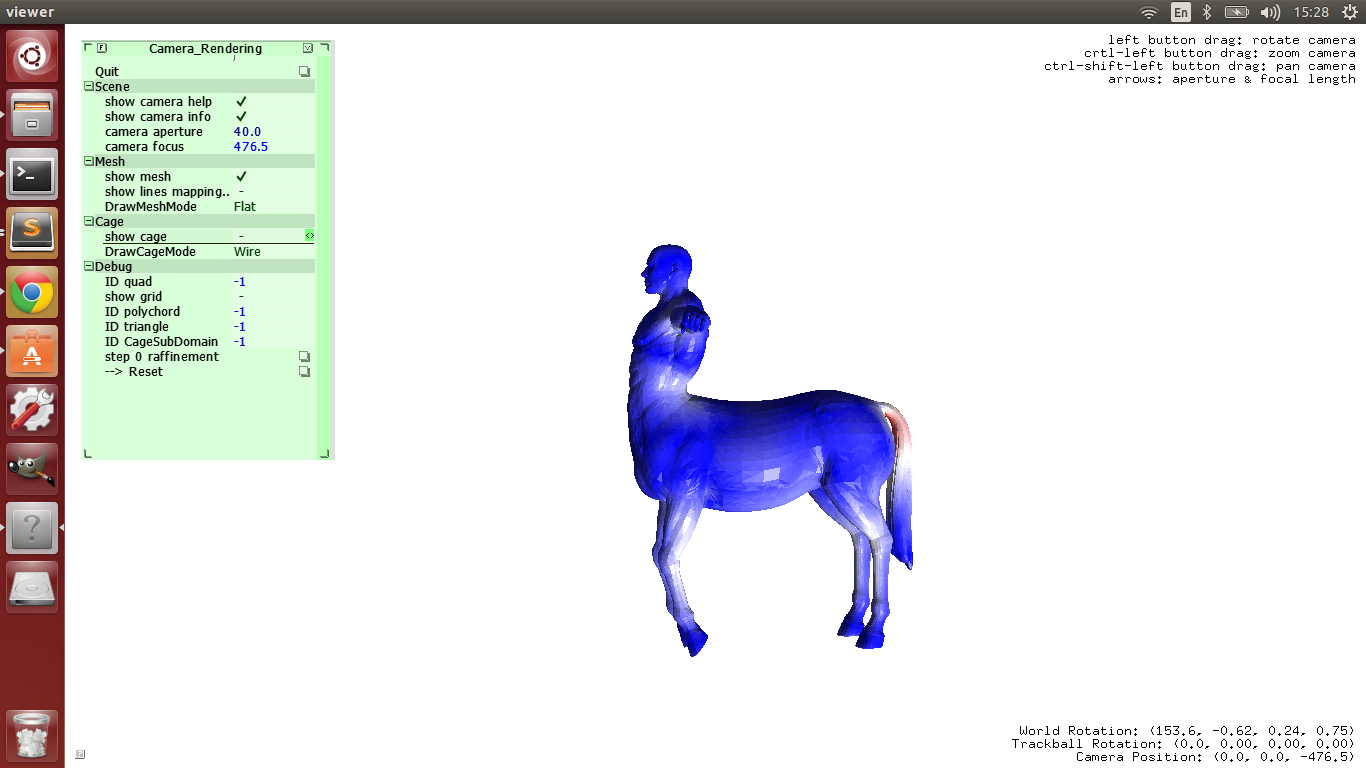 viewer
En
15:28
Camera_Rendering
Quit
Scene
show camera help
show camera info
camera aperture 40.0
camera focus 476.5
Mesh
show mesh
show lines mapping.. -
DrawMeshMode Flat
Cage
show cage -
DrawCageMode Wire
Debug
ID quad -1
show grid -
ID polychord -1
ID triangle -1
ID CageSubDomain -1
step 0 raffinement
--> Reset
left button drag: rotate camera
crtl-left button drag: zoom camera
ctrl-shift-left button drag: pan camera
arrows: aperture & focal length
World Rotation: (153.6, -0.62, 0.24, 0.75)
Trackball Rotation: (0.0, 0.00, 0.00, 0.00)
Camera Position: (0.0, 0.0, -476.5)